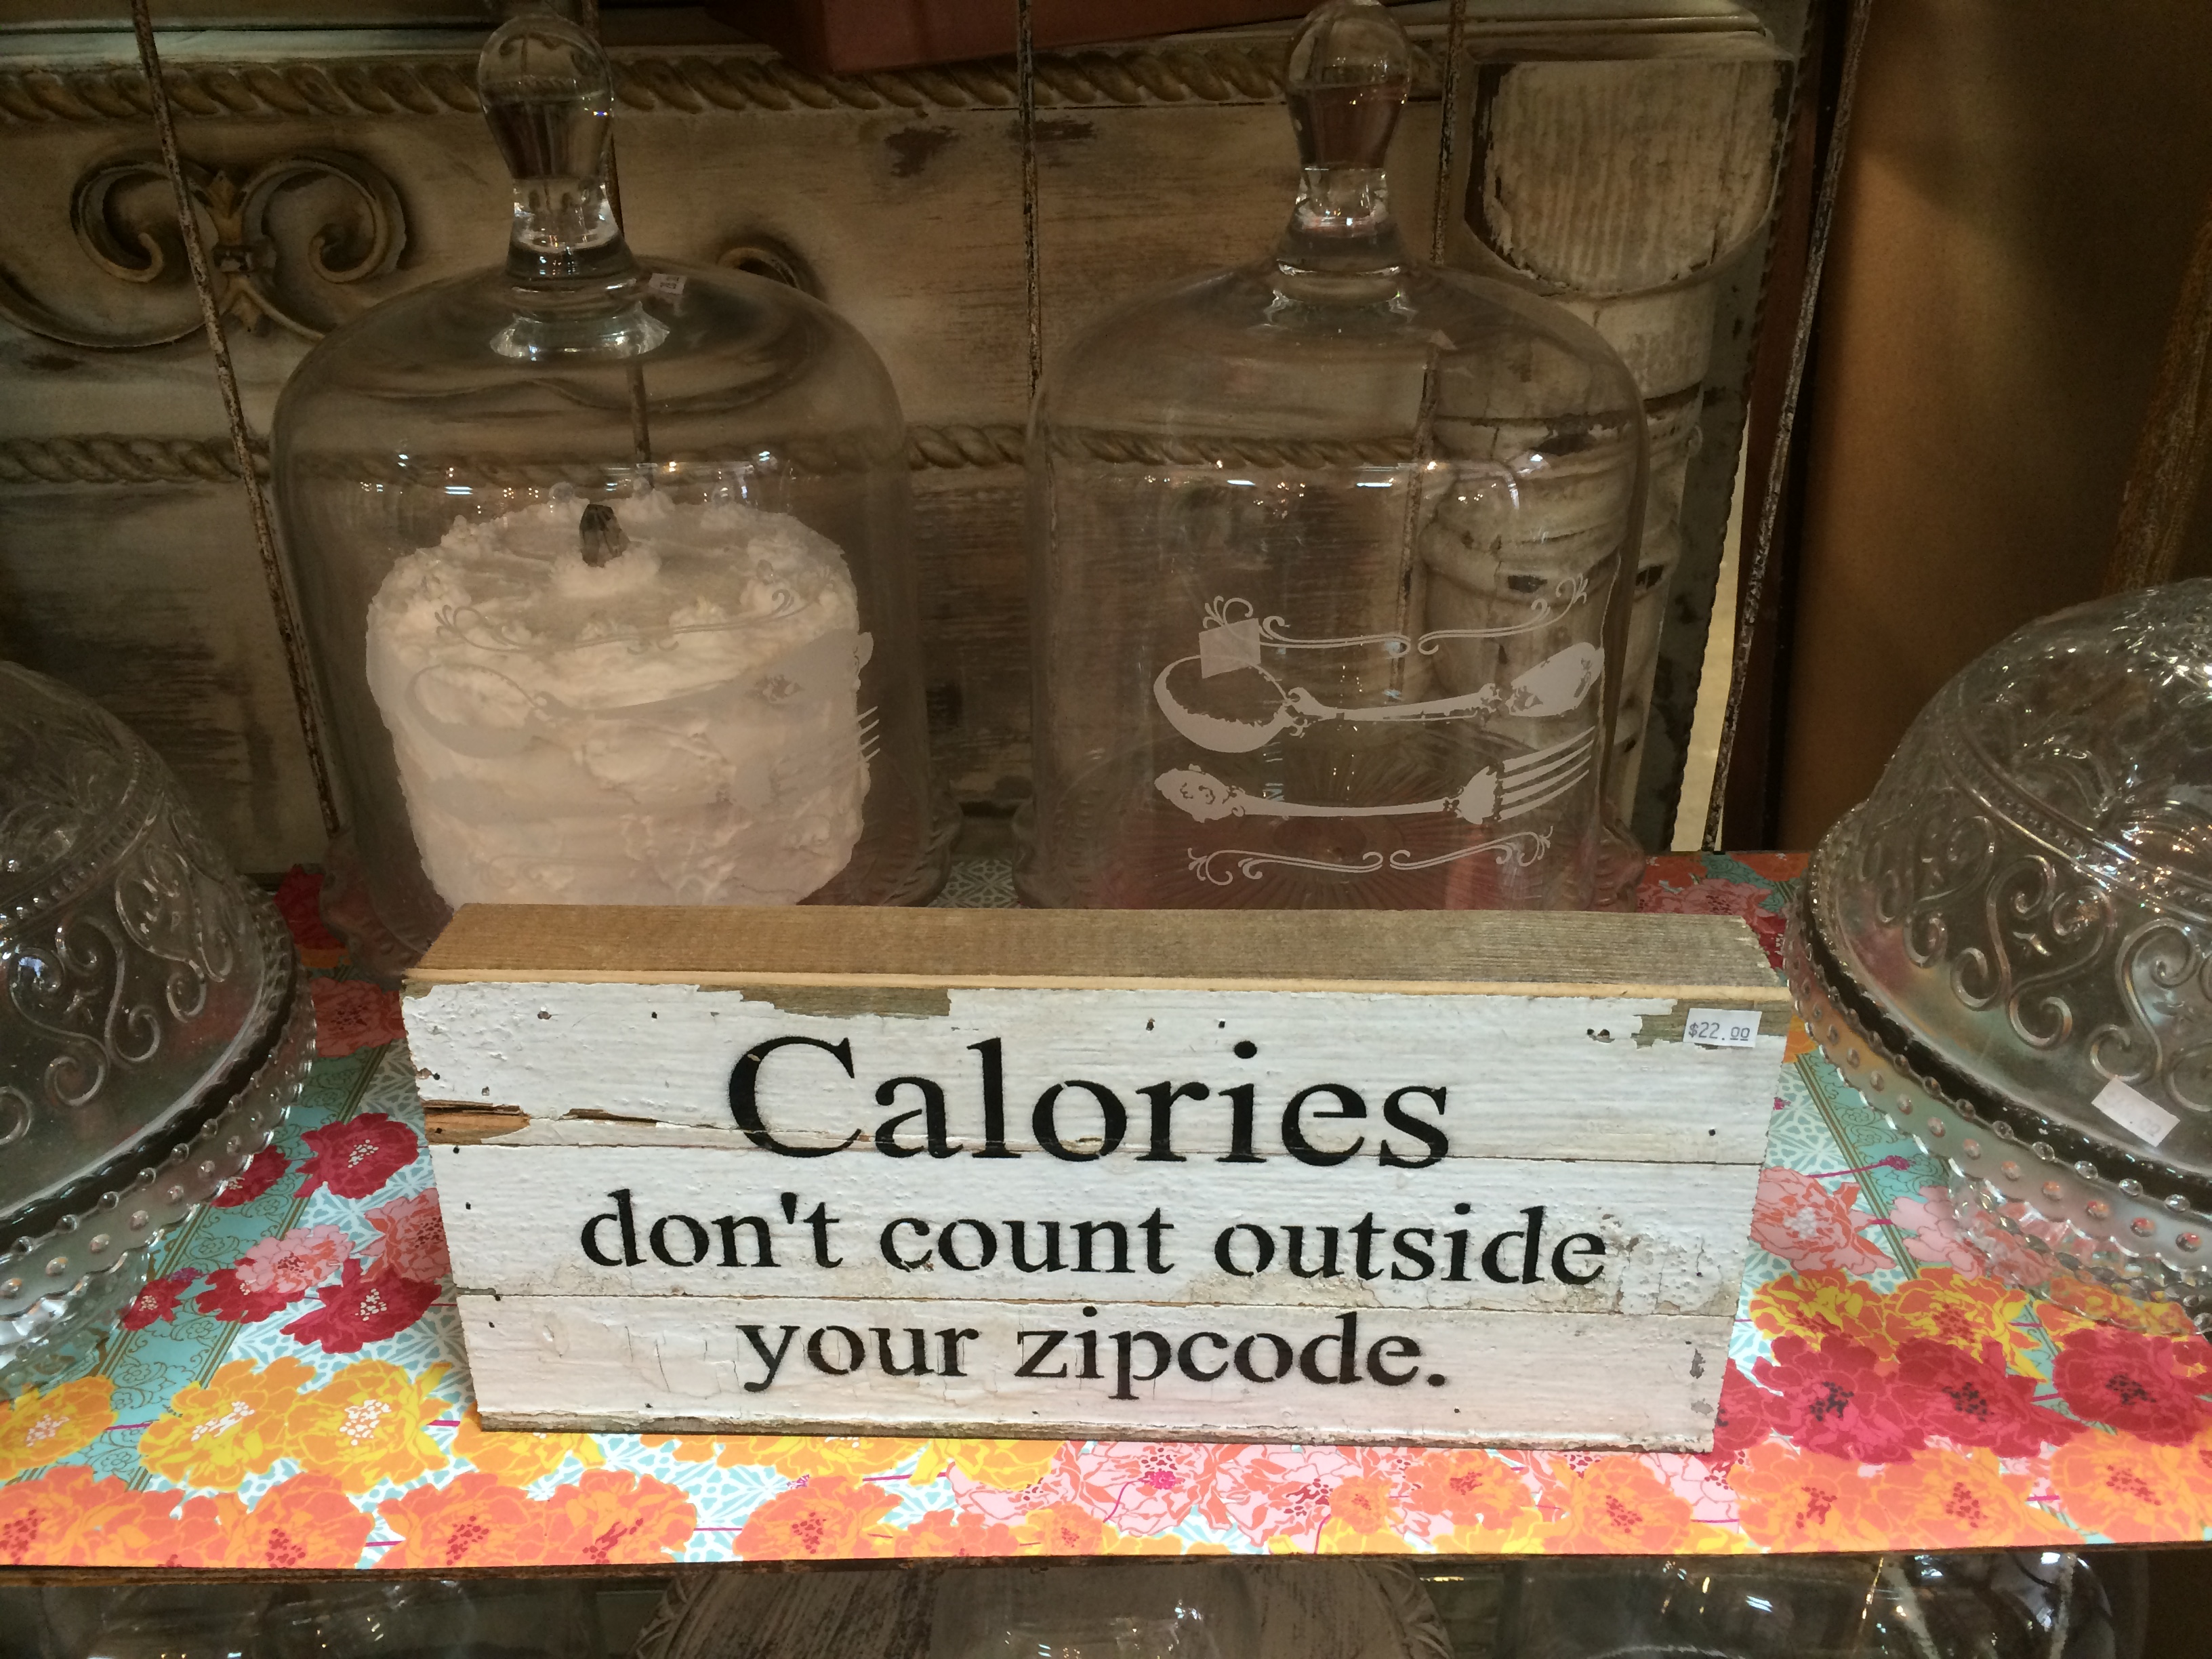 $22.00
Calories
don't count outside
your zipcode.